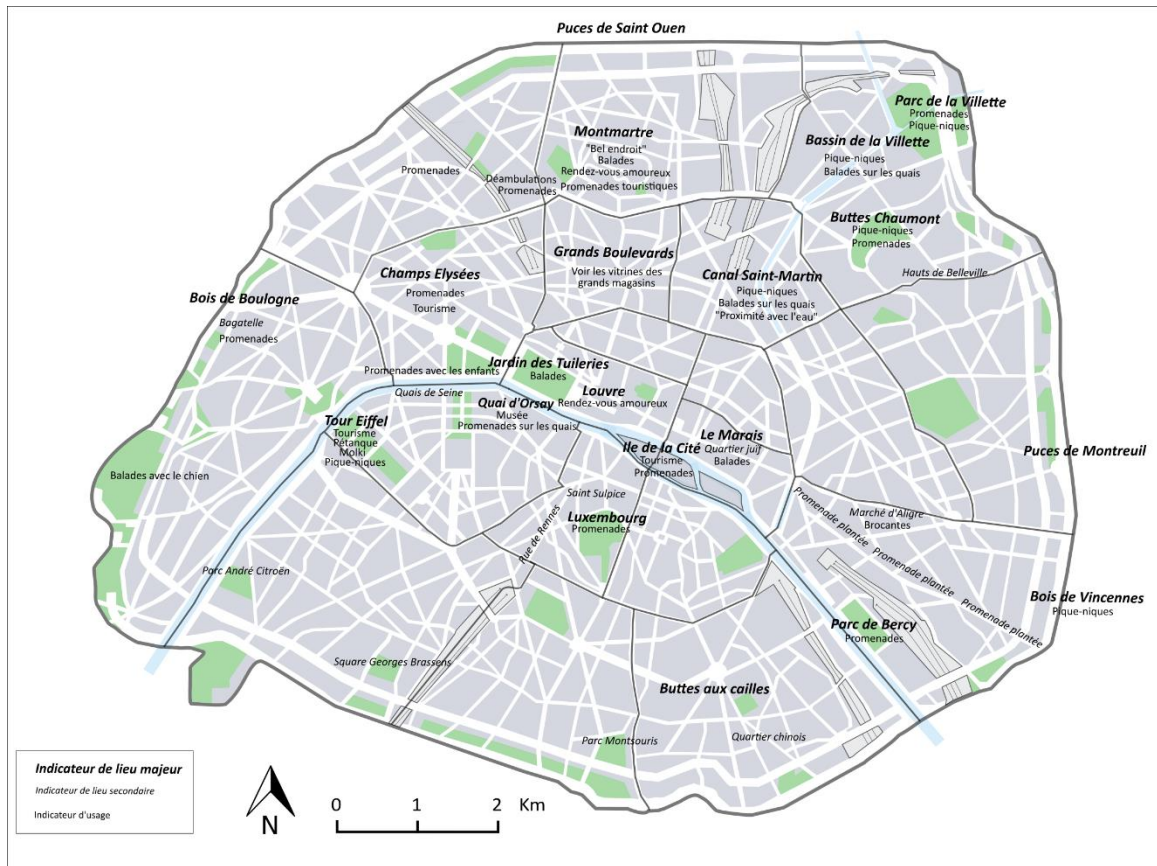 Puces de Saint Ouen
Parc de la Villette
Promenades
Pique-niques
Montmartre
"Bel endroit"
Balades
Rendez-vous amoureux
Promenades touristiques
Bassin de la Villette
Pique-niques
Balades sur les quais
Promenades
Déambulations
Promenades
Buttes Chaumont
Pique-niques
Promenades
Grands Boulevards
Voir les vitrines des
grands magasins
Champs Elysées
Promenades
Tourisme
Canal Saint-Martin
Pique-niques
Balades sur les quais
"Proximité avec l'eau"
Hauts de Belleville
Bois de Boulogne
Bagatelle
Promenades
Jardin des Tuileries
Balades
Promenades avec les enfants
Quais de Seine
Louvre
Rendez-vous amoureux
Quai d'Orsay
Musée
Promenades sur les quais
Tour Eiffel
Tourisme
Pétanque
Molki
Pique-niques
Le Marais
Quartier juif
Balades
Ile de la Cité
Tourisme
Promenades
Puces de Montreuil
Balades avec le chien
Saint Sulpice
Rue de Rennes
Luxembourg
Promenades
Marché d'Aligre
Brocantes
Promenade plantée
Promenade plantée
Promenade plantée
Parc André Citroën
Bois de Vincennes
Pique-niques
Parc de Bercy
Promenades
Square Georges Brassens
Buttes aux cailles
Parc Montsouris
Quartier chinois
Indicateur de lieu majeur
Indicateur de lieu secondaire
Indicateur d'usage
N
0 1 2 Km